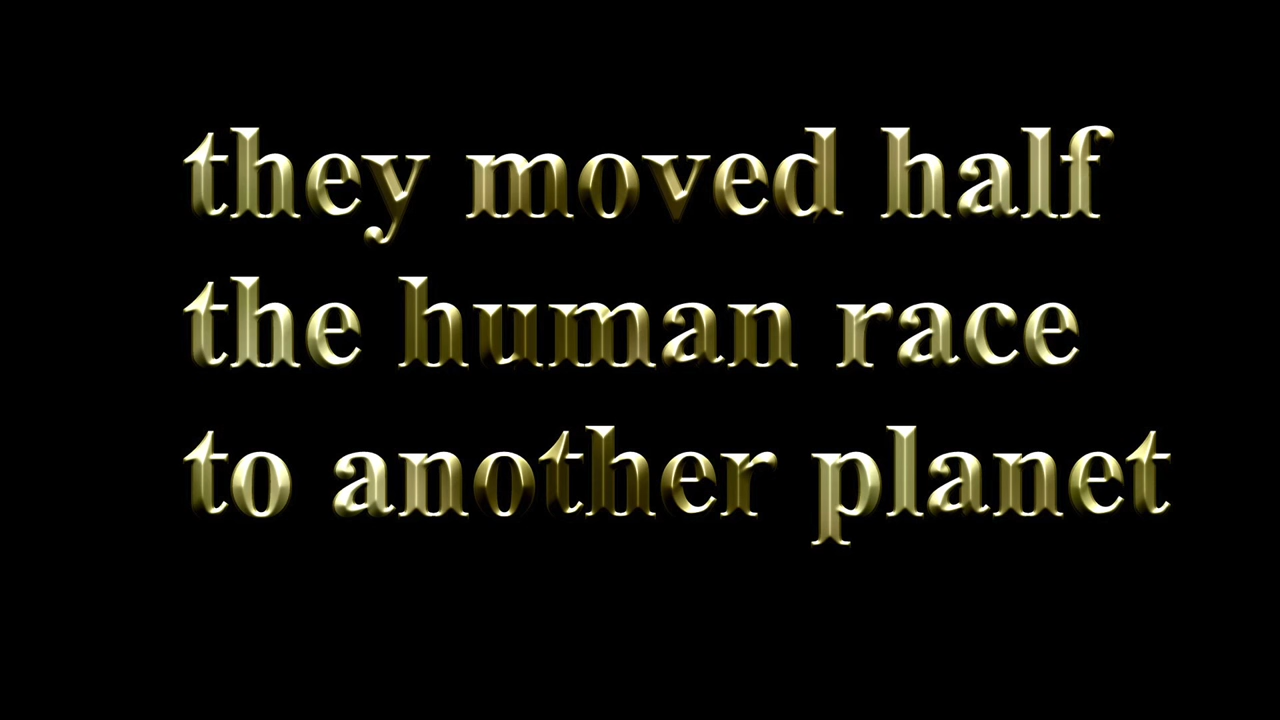 they moved half
the human race
to another planet